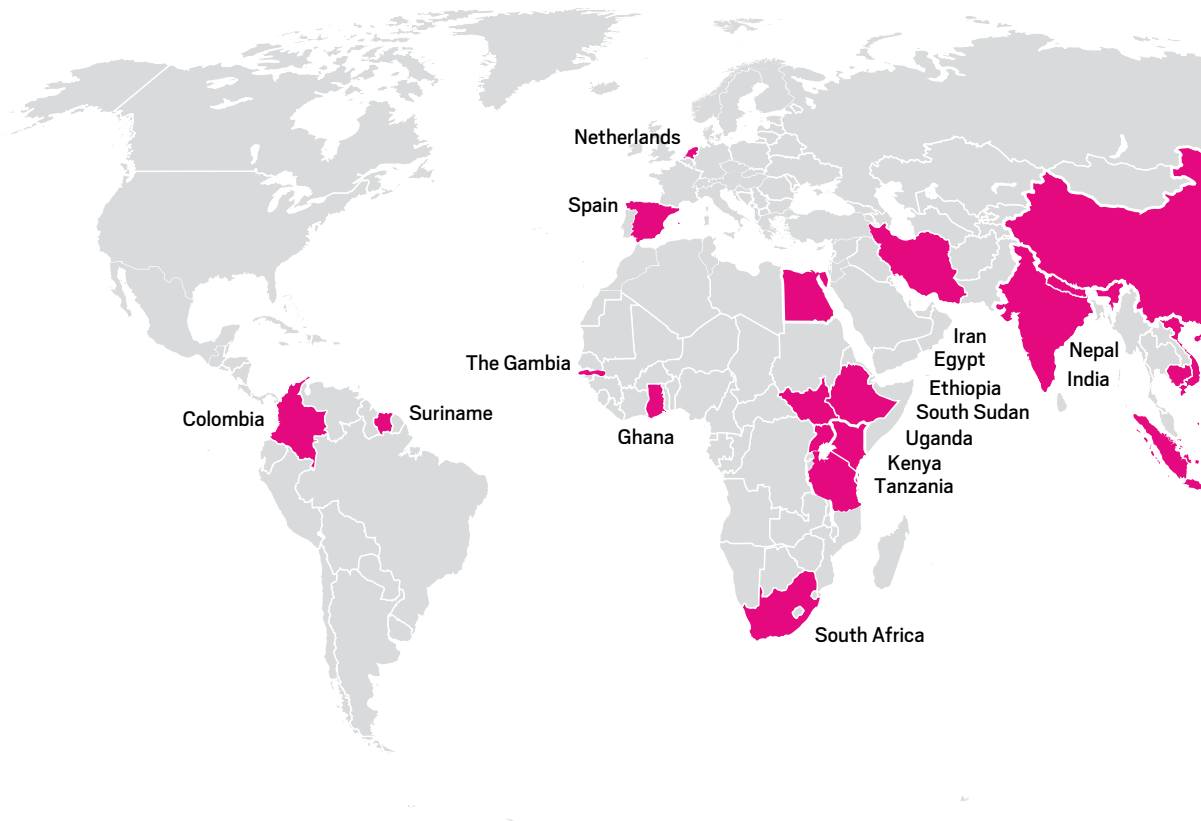 Netherlands
Spain
Iran
Egypt
Nepal
The Gambia
India
Ethiopia
Colombia
Suriname
South Sudan
Ghana
Uganda
Kenya
Tanzania
South Africa